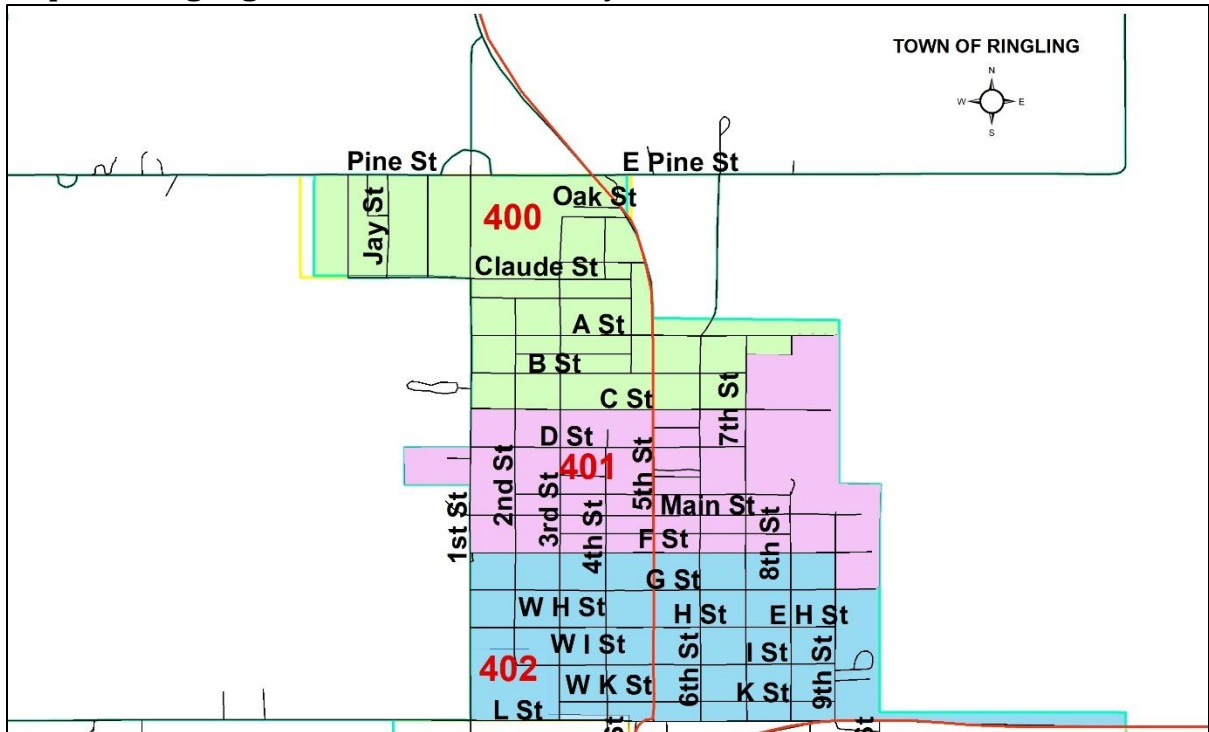 TOWN OF RINGLING
N
W E
S
Pine St
E Pine St
Oak St
Jay St
400
Claude St
A St
B St
C St
7th St
D St
401
5th St
2nd St
3rd St
Main St
1st St
4th St
F St
8th St
G St
W H St
H St
E H St
W I St
I St
6th St
9th St
402
W K St
K St
L St